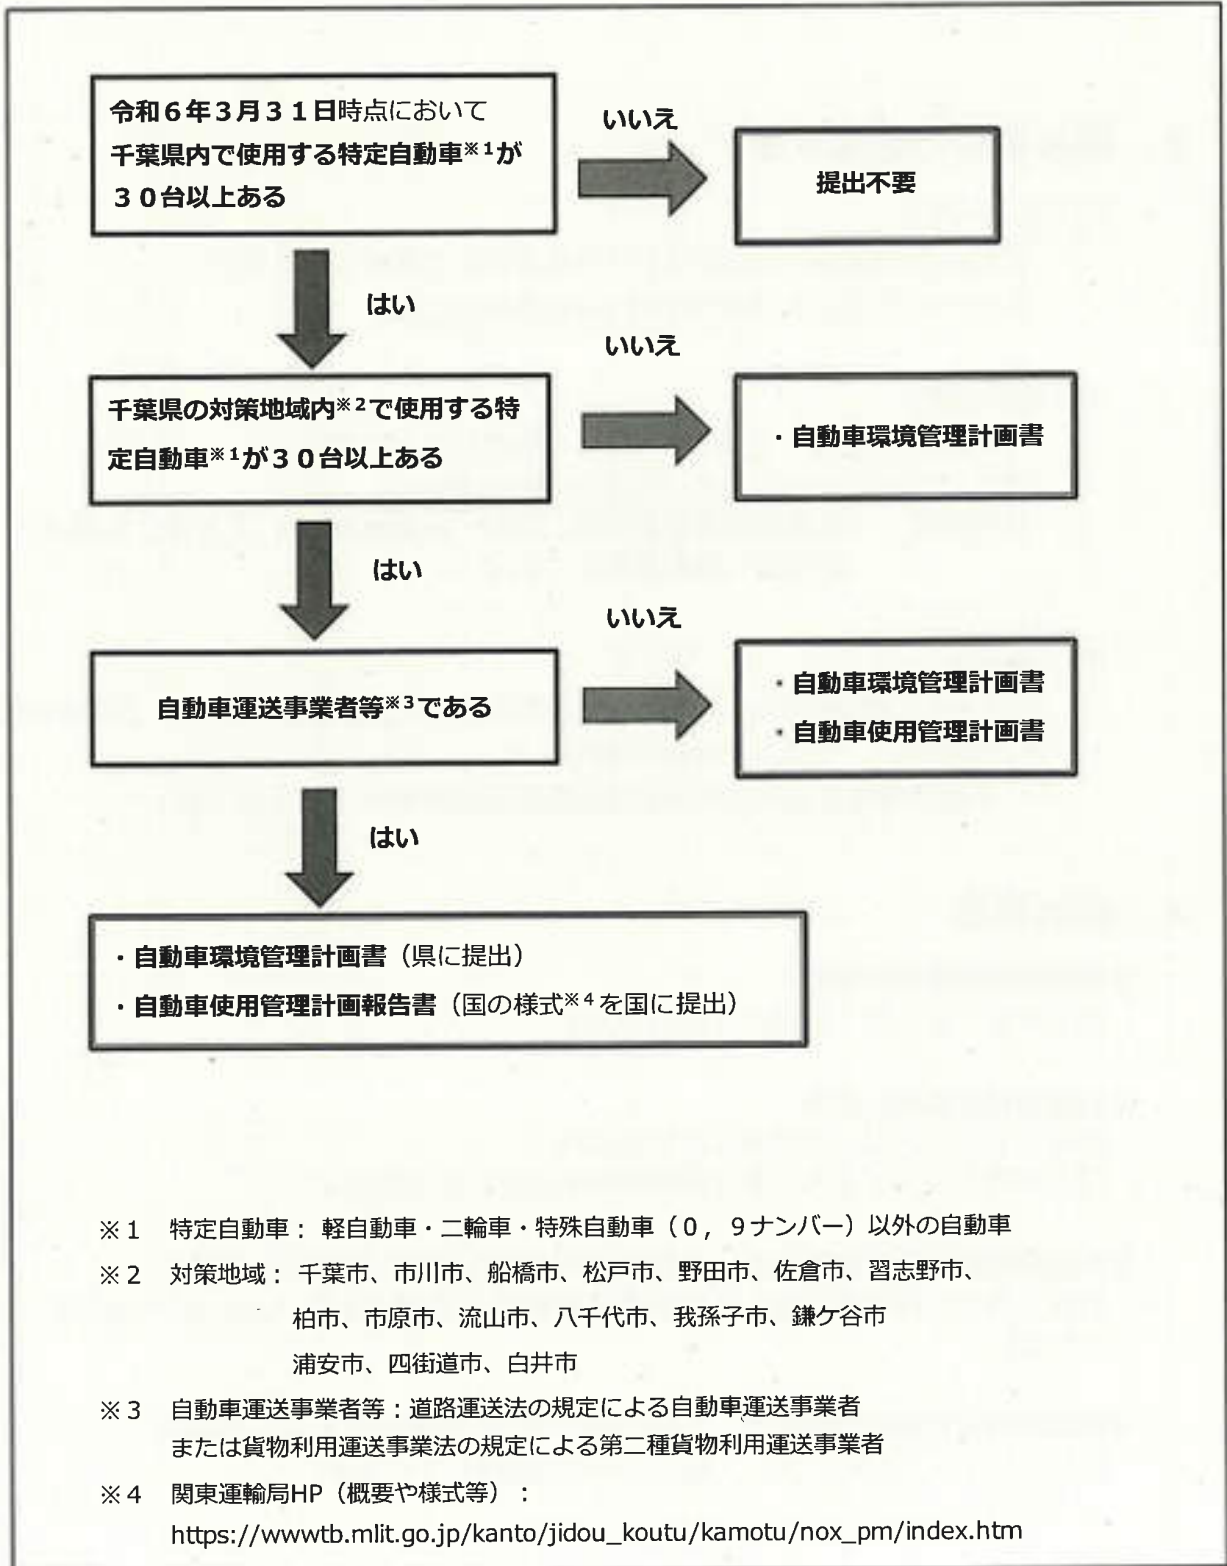 令和６年３月３１日時点において
千葉県内で使用する特定自動車※１が
３０台以上ある
いいえ
提出不要
はい
いいえ
千葉県の対策地域内※２で使用する特
定自動車※１が３０台以上ある
・自動車環境管理計画書
はい
いいえ
自動車運送事業者等※３である
・自動車環境管理計画書
・自動車使用管理計画書
はい
・自動車環境管理計画書（県に提出）
・自動車使用管理計画報告書（国の様式※４を国に提出）
※１　特定自動車： 軽自動車・二輪車・特殊自動車（０，９ナンバー）以外の自動車
※２　対策地域： 千葉市、市川市、船橋市、松戸市、野田市、佐倉市、習志野市、
柏市、市原市、流山市、八千代市、我孫子市、鎌ケ谷市
浦安市、四街道市、白井市
※３　自動車運送事業者等：道路運送法の規定による自動車運送事業者
または貨物利用運送事業法の規定による第二種貨物利用運送事業者
※４　関東運輸局HP（概要や様式等）：
https://wwwtb.mlit.go.jp/kanto/jidou_koutu/kamotu/nox_pm/index.htm